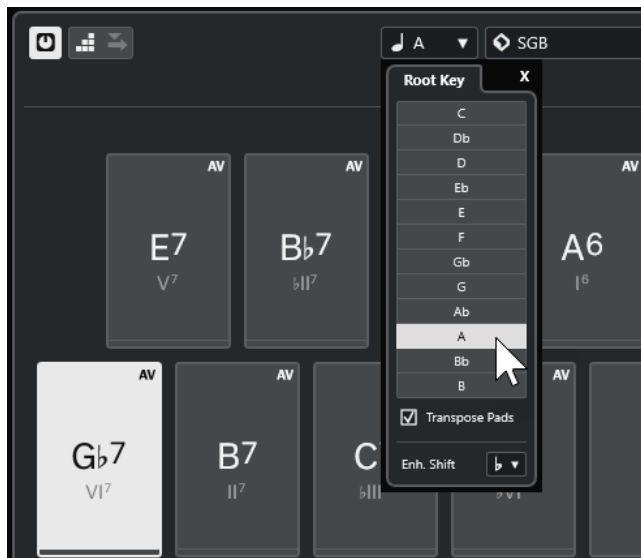 A
SGB
Root Key
X
C
Db
D
Eb
E
F
Gb
G
Ab
A
Bb
B
Transpose Pads
Enh. Shift ♭
AV
E7
V7
AV
B♭7
♭II7
A6
I6
AV
AV
G♭7
VI7
AV
B7
II7
C
♭III
AV
♭VI